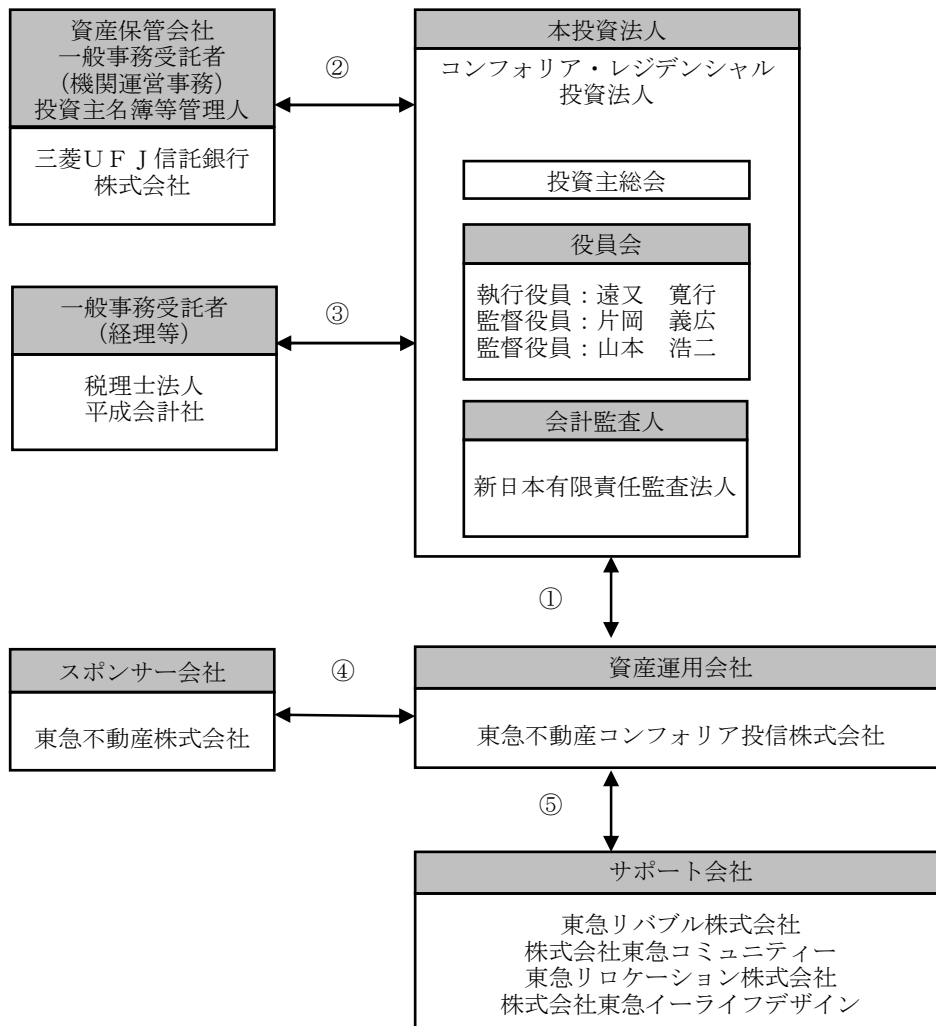 資産保管会社
一般事務受託者
（機関運営事務）
投資主名簿等管理人
三菱ＵＦＪ信託銀行
株式会社
②
本投資法人
コンフォリア・レジデンシャル
投資法人
投資主総会
役員会
執行役員：遠又　寛行
監督役員：片岡　義広
監督役員：山本　浩二
会計監査人
新日本有限責任監査法人
一般事務受託者
（経理等）
税理士法人
平成会計社
③
①
スポンサー会社
東急不動産株式会社
④
資産運用会社
東急不動産コンフォリア投信株式会社
⑤
サポート会社
東急リバブル株式会社
株式会社東急コミュニティー
東急リロケーション株式会社
株式会社東急イーライフデザイン